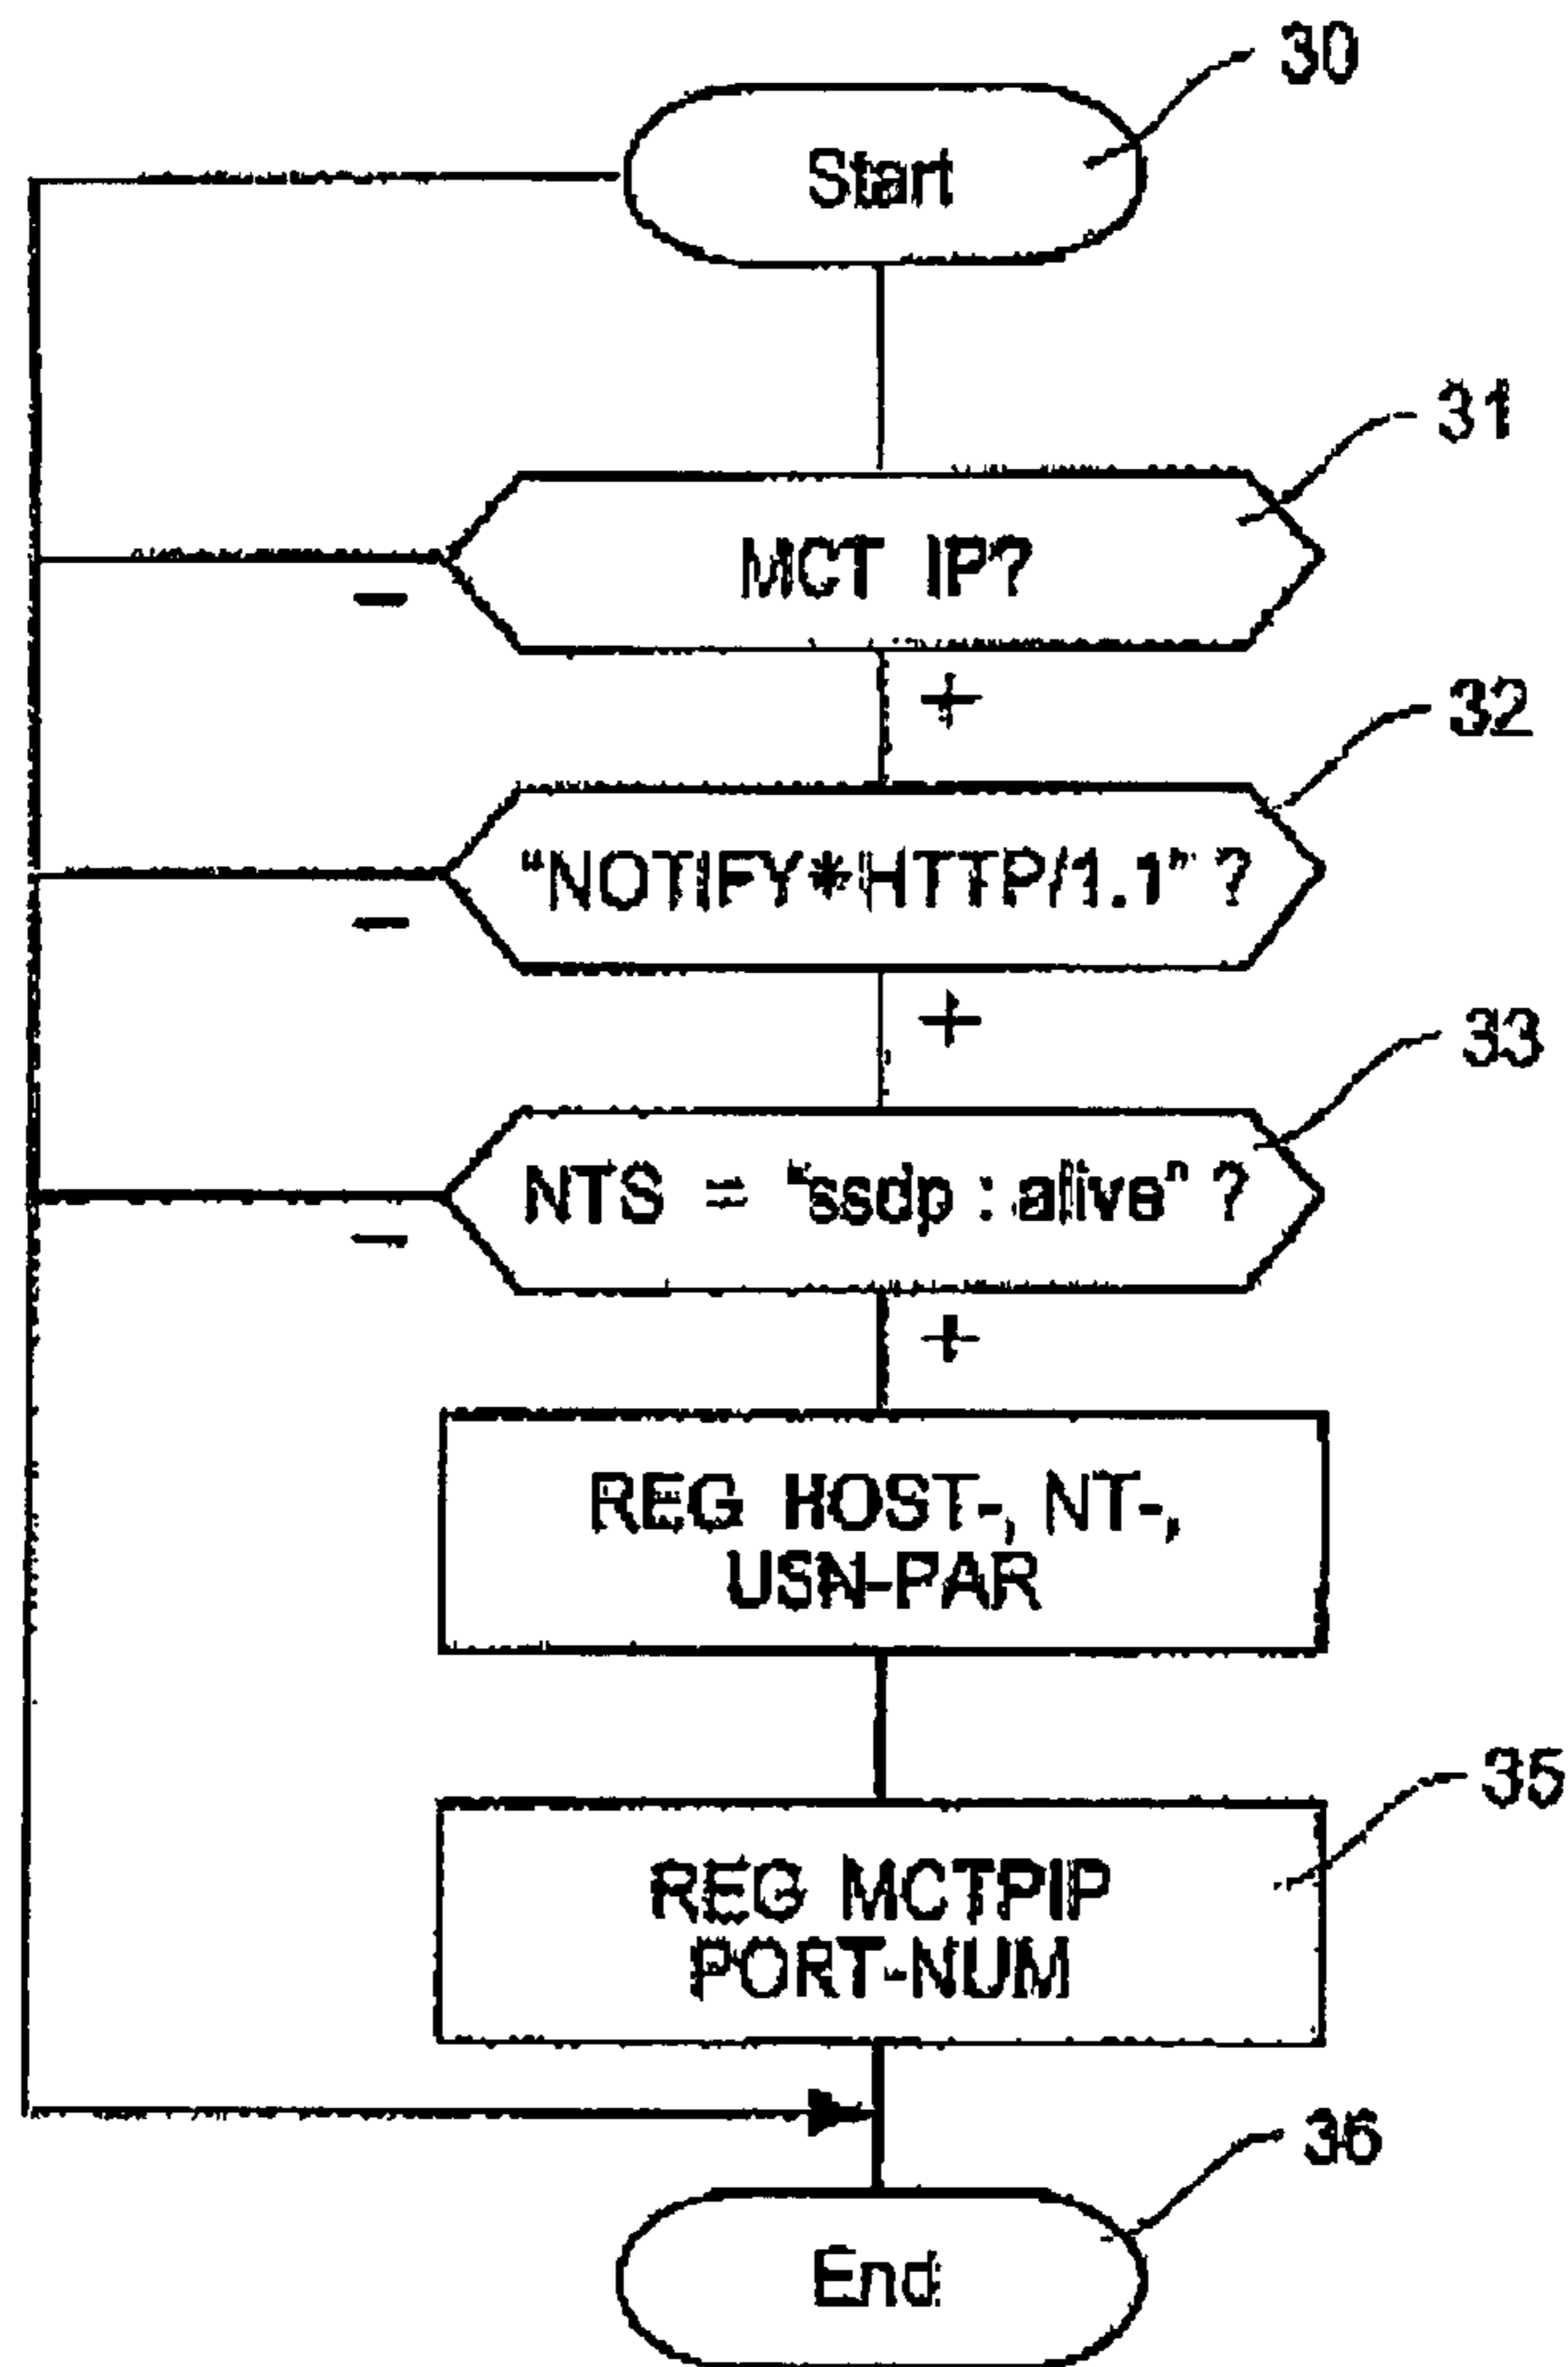 30
Start
31
MCT IP?
−
+
32
“NOTIFY*HTTP/1.1” ?
−
+
33
NTS = "ssdp : alive" ?
−
+
REG HOST-, NT-,
USN-PAR
35
REG MCTPIP
PORT-NUM
36
End